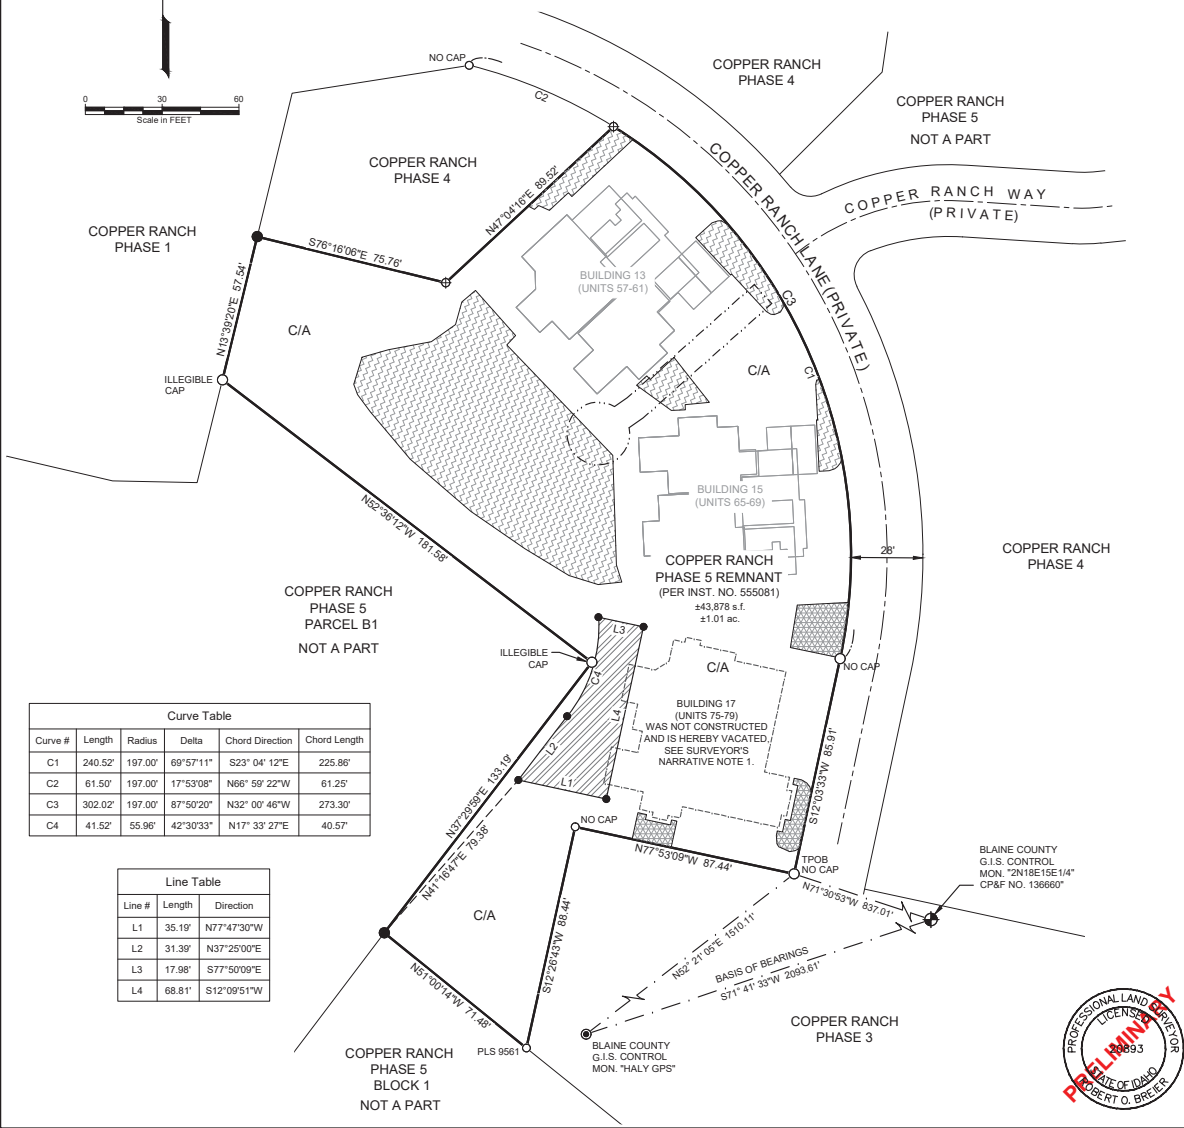 0 30 60
Scale in FEET
NO CAP
C2
COPPER RANCH
PHASE 4
COPPER RANCH
PHASE 5
NOT A PART
COPPER RANCH LANE (PRIVATE)
COPPER RANCH WAY
(PRIVATE)
COPPER RANCH
PHASE 4
N47°04'16"E 89.52'
COPPER RANCH
PHASE 1
S76°16'06"E 75.76'
N13°39'20"E 57.54'
C/A
ILLEGIBLE
CAP
BUILDING 13
(UNITS 57-61)
C3
C/A
C1
N52°36'12"W 181.58'
BUILDING 15
(UNITS 65-69)
COPPER RANCH
PHASE 5 REMNANT
(PER INST. NO. 555081)
±43,878 s.f.
±1.01 ac.
28'
COPPER RANCH
PHASE 4
COPPER RANCH
PHASE 5
PARCEL B1
NOT A PART
ILLEGIBLE
CAP
L3
C4
L4
L2
L1
C/A
NO CAP
BUILDING 17
(UNITS 75-79)
WAS NOT CONSTRUCTED
AND IS HEREBY VACATED,
SEE SURVEYOR'S
NARRATIVE NOTE 1.
S12°03'33"W 85.91'
Curve Table
Curve # Length Radius Delta Chord Direction Chord Length
C1 240.52' 197.00' 69°57'11" S23° 04' 12"E 225.86'
C2 61.50' 197.00' 17°53'08" N66° 59' 22"W 61.25'
C3 302.02' 197.00' 87°50'20" N32° 00' 46"W 273.30'
C4 41.52' 55.96' 42°30'33" N17° 33' 27"E 40.57'
N37°29'59"E 133.19'
N41°16'47"E 79.38'
NO CAP
N77°53'09"W 87.44'
TPOB
NO CAP
N71°30'53"W 837.01'
BLAINE COUNTY
G.I.S. CONTROL
MON. "2N18E15E1/4"
CP&F NO. 136660"
Line Table
Line # Length Direction
L1 35.19' N77°47'30"W
L2 31.39' N37°25'00"E
L3 17.98' S77°50'09"E
L4 68.81' S12°09'51"W
C/A
S12°26'43"W 88.44'
N51°00'14"W 71.48'
N52° 21' 05"E 1510.11'
BASIS OF BEARINGS
S71° 41' 33"W 2093.61'
PLS 9561
BLAINE COUNTY
G.I.S. CONTROL
MON. "HALY GPS"
COPPER RANCH
PHASE 3
COPPER RANCH
PHASE 5
BLOCK 1
NOT A PART
PROFESSIONAL LAND SURVEYOR
LICENSED
20893
STATE OF IDAHO
ROBERT O. BREIER
PRELIMINARY